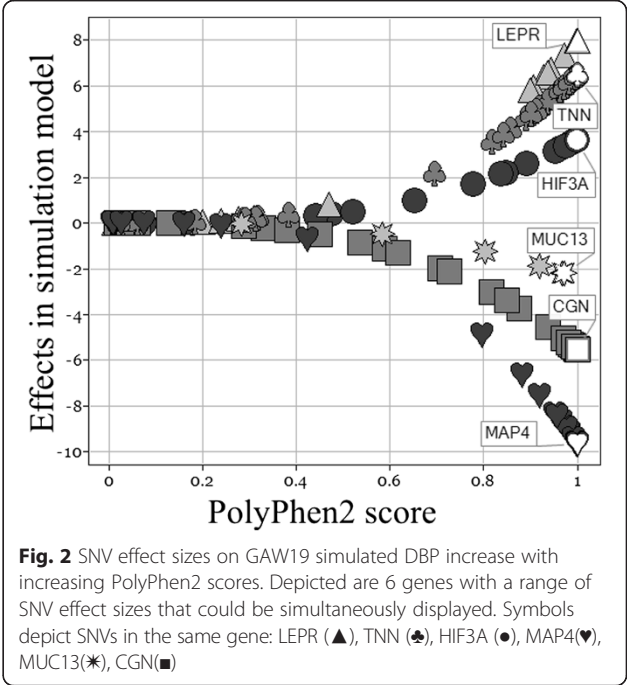 8
LEPR
6
TNN
4
HIF3A
2
0
MUC13
-2
CGN
-4
-6
-8
MAP4
-10
Effects in simulation model
0 0.2 0.4 0.6 0.8 1
PolyPhen2 score
Fig. 2 SNV effect sizes on GAW19 simulated DBP increase with
increasing PolyPhen2 scores. Depicted are 6 genes with a range of
SNV effect sizes that could be simultaneously displayed. Symbols
depict SNVs in the same gene: LEPR (▲), TNN (♣), HIF3A (●), MAP4(♥),
MUC13(✶), CGN(■)